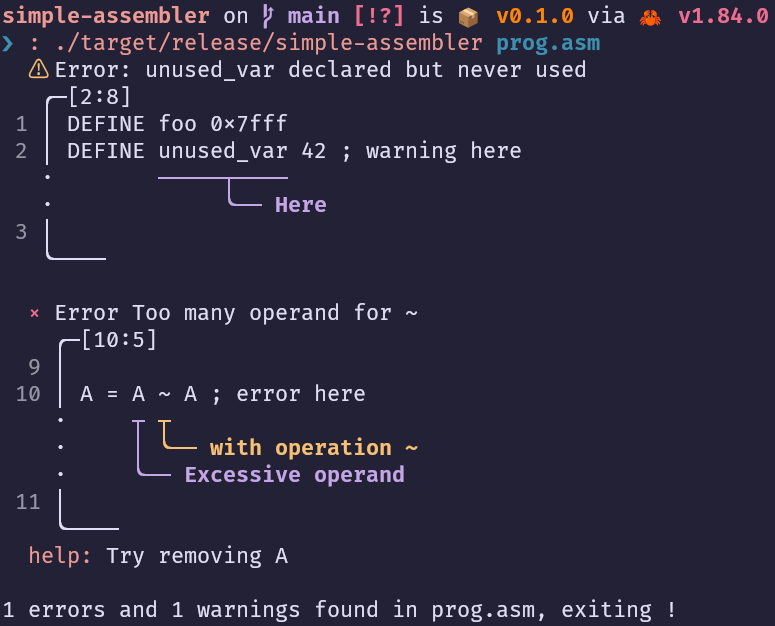 simple-assembler on main [!?] is 📦 v0.1.0 via 🦀 v1.84.0
❯ : ./target/release/simple-assembler prog.asm
⚠ Error: unused_var declared but never used
[2:8]
1 DEFINE foo 0×7fff
2 DEFINE unused_var 42 ; warning here
Here
3
× Error Too many operand for ~
[10:5]
9
10 A = A ~ A ; error here
with operation ~
Excessive operand
11
help: Try removing A
1 errors and 1 warnings found in prog.asm, exiting !